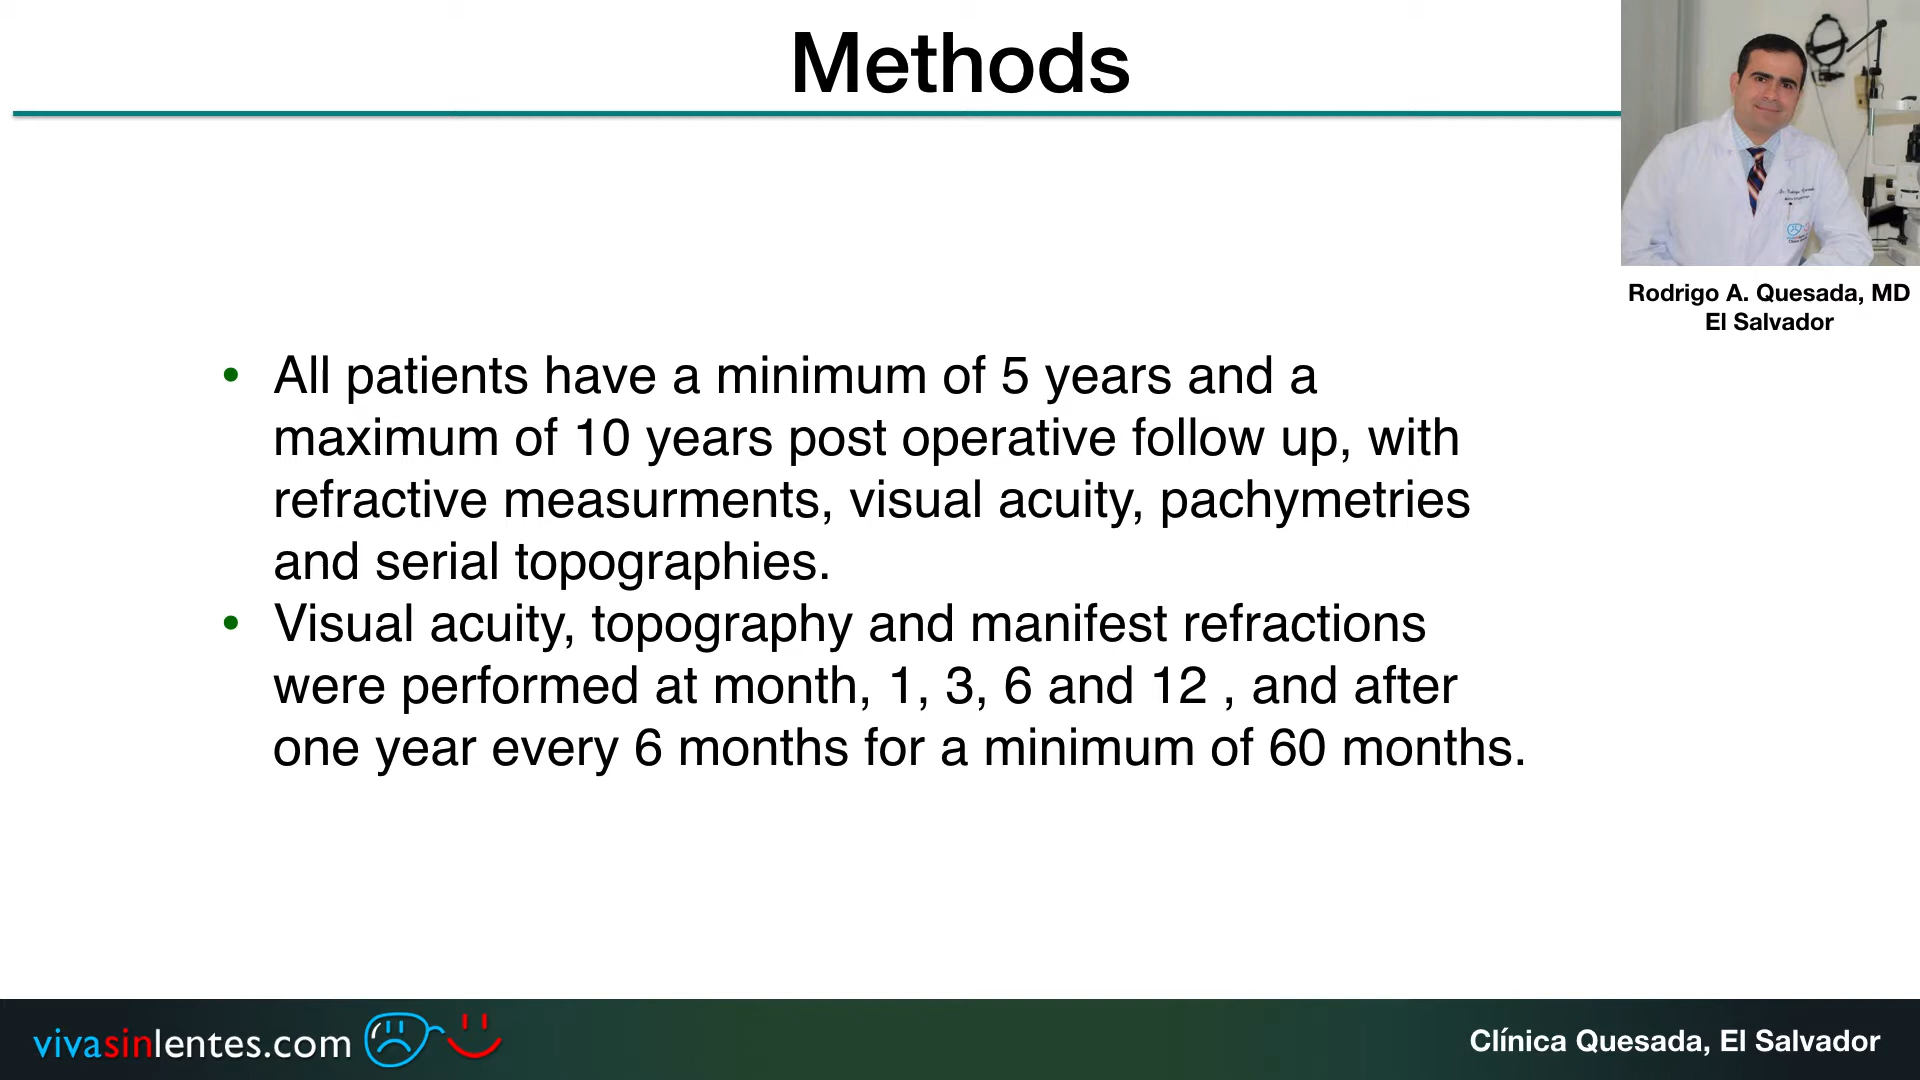 Methods
Rodrigo A. Quesada, MD
El Salvador
• All patients have a minimum of 5 years and a
maximum of 10 years post operative follow up, with
refractive measurments, visual acuity, pachymetries
and serial topographies.
• Visual acuity, topography and manifest refractions
were performed at month, 1, 3, 6 and 12 , and after
one year every 6 months for a minimum of 60 months.
vivasinlentes.com
Clínica Quesada, El Salvador